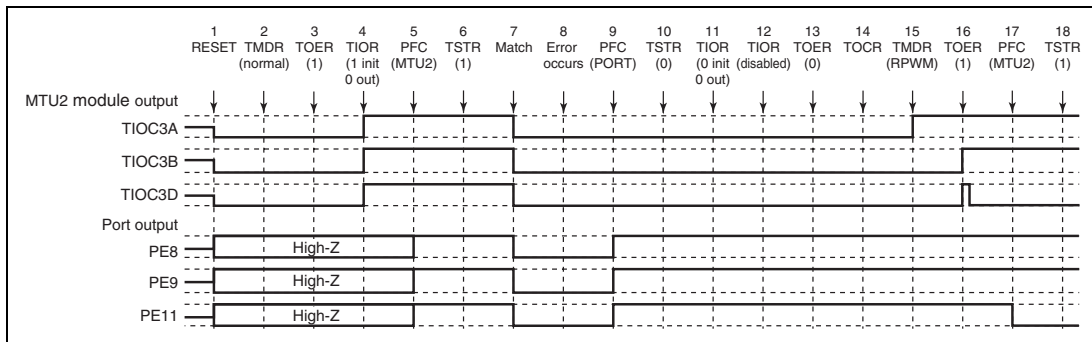 1 2 3 4 5 6 7 8 9 10 11 12 13 14 15 16 17 18
RESET TMDR TOER TIOR PFC TSTR Match Error PFC TSTR TIOR TIOR TOER TOCR TMDR TOER PFC TSTR
(normal) (1) (1 init (MTU2) (1) occurs (PORT) (0) (0 init (disabled) (0) (RPWM) (1) (MTU2) (1)
0 out) 0 out)
MTU2 module output
TIOC3A
TIOC3B
TIOC3D
Port output
PE8 High-Z
PE9 High-Z
PE11 High-Z